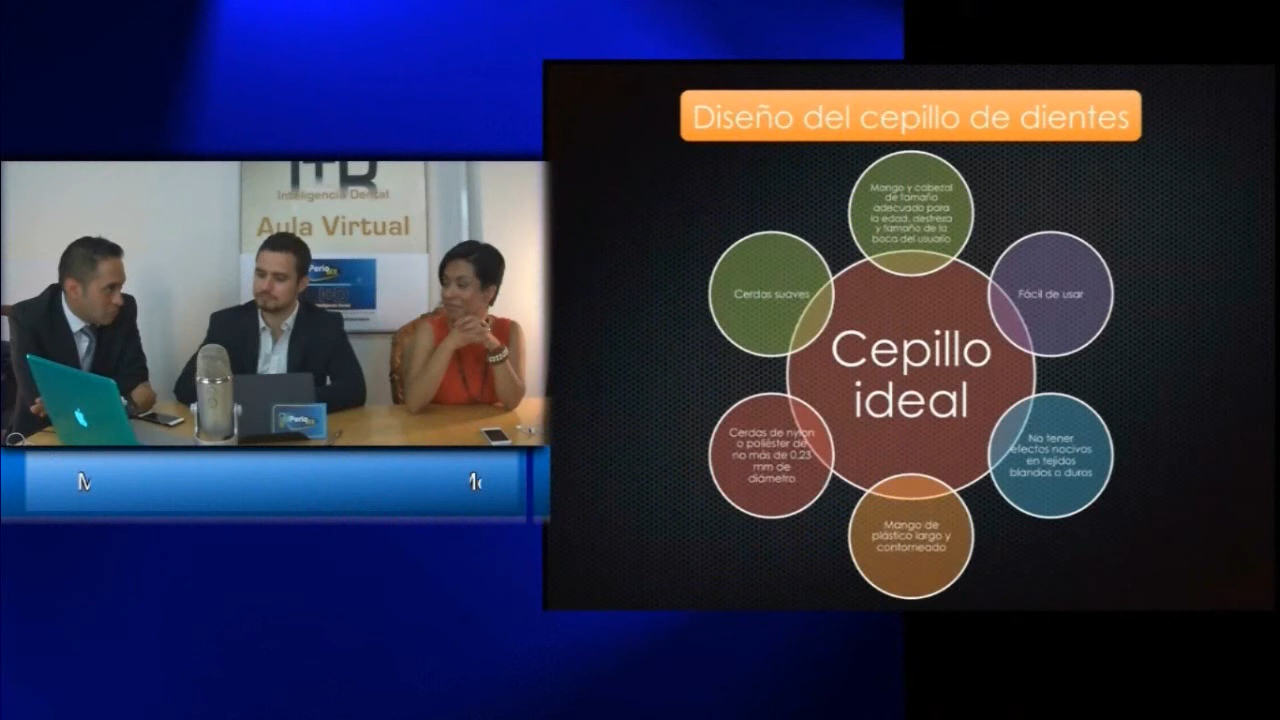 Diseño del cepillo de dientes
Mango y cabezal
de tamaño
adecuado para
la edad, destreza
y tamaño de la
boca del usuario
Fácil de usar
No tener
efectos nocivos
en tejidos
blandos o duros
Mango de
plástico largo y
contorneado
Cerdas de nylon
o poliéster de
no más de 0.23
mm de
diámetro
Cerdas suaves
Cepillo
ideal
Inteligencia Dental
Aula Virtual
Perio
Perio